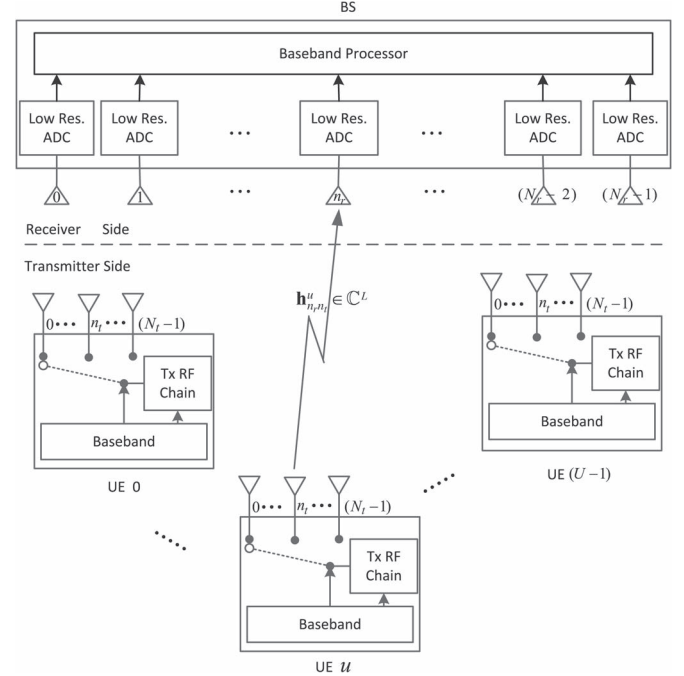 BS
Baseband Processor
Low Res. ADC Low Res. ADC ... Low Res. ADC ... Low Res. ADC Low Res. ADC
0 1 ... n_r ... (N_r − 2) (N_r − 1)
Receiver Side
Transmitter Side
h^u_{n_r n_t} ∈ ℂ^L
0 ... n_t ... (N_t −1)
Tx RF Chain
Baseband
UE 0
0 ... n_t ... (N_t −1)
Tx RF Chain
Baseband
UE (U −1)
0 ... n_t ... (N_t −1)
Tx RF Chain
Baseband
UE u